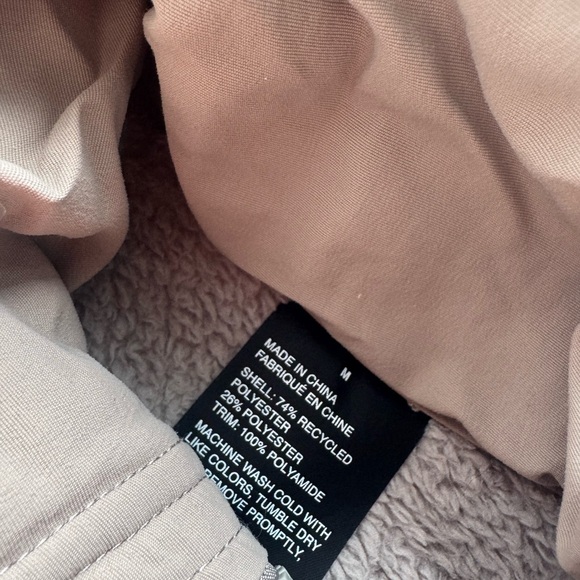 M
MADE IN CHINA
FABRIQUÉ EN CHINE
SHELL: 74% RECYCLED
POLYESTER
26% POLYESTER
TRIM: 100% POLYAMIDE
MACHINE WASH COLD WITH
LIKE COLORS, TUMBLE DRY
REMOVE PROMPTLY,